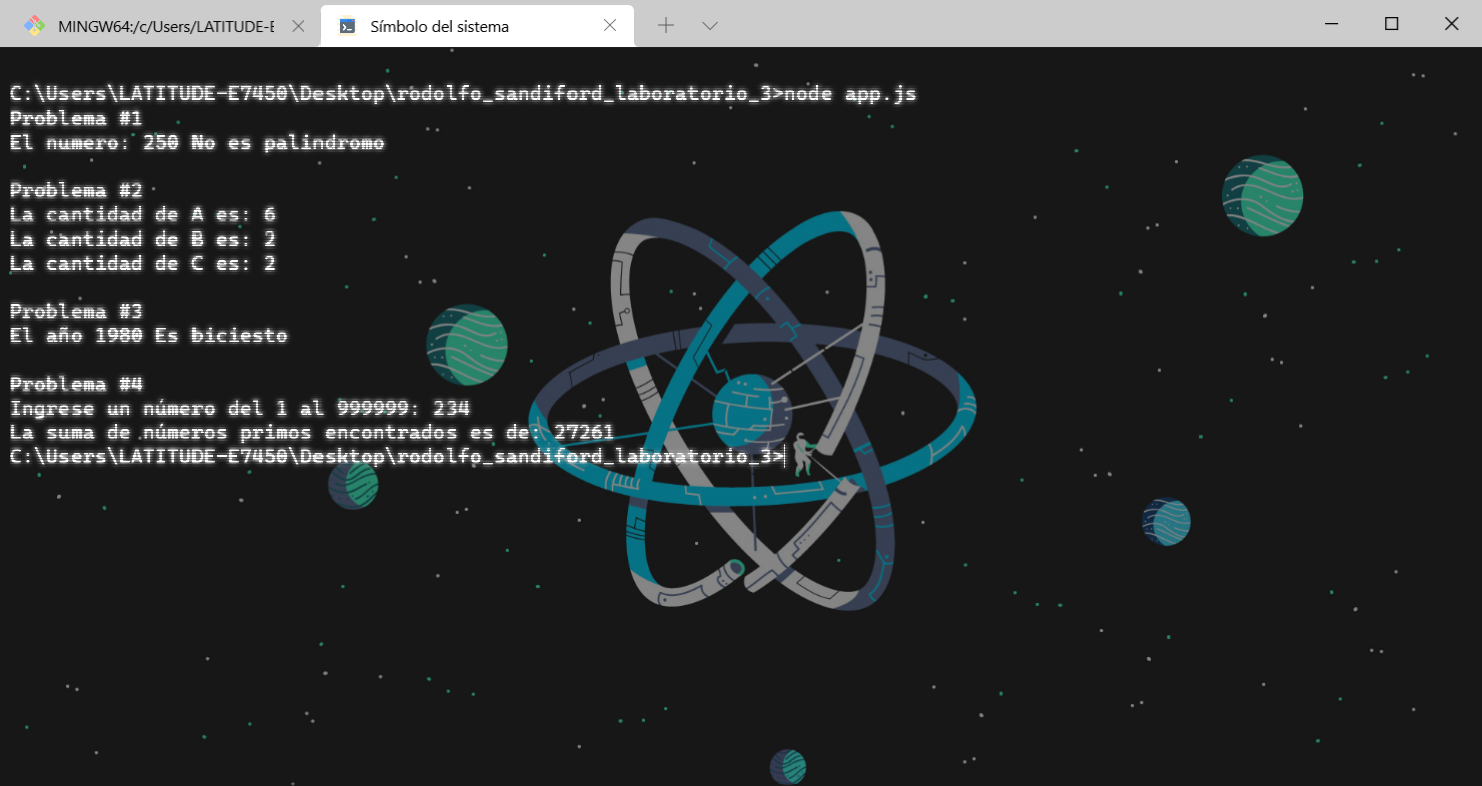 MINGW64:/c/Users/LATITUDE-E
Símbolo del sistema
C:\Users\LATITUDE-E7450\Desktop\rodolfo_sandiford_laboratorio_3>node app.js
Problema #1
El numero: 250 No es palindromo
Problema #2
La cantidad de A es: 6
La cantidad de B es: 2
La cantidad de C es: 2
Problema #3
El año 1980 Es biciesto
Problema #4
Ingrese un número del 1 al 999999: 234
La suma de números primos encontrados es de: 27261
C:\Users\LATITUDE-E7450\Desktop\rodolfo_sandiford_laboratorio_3>